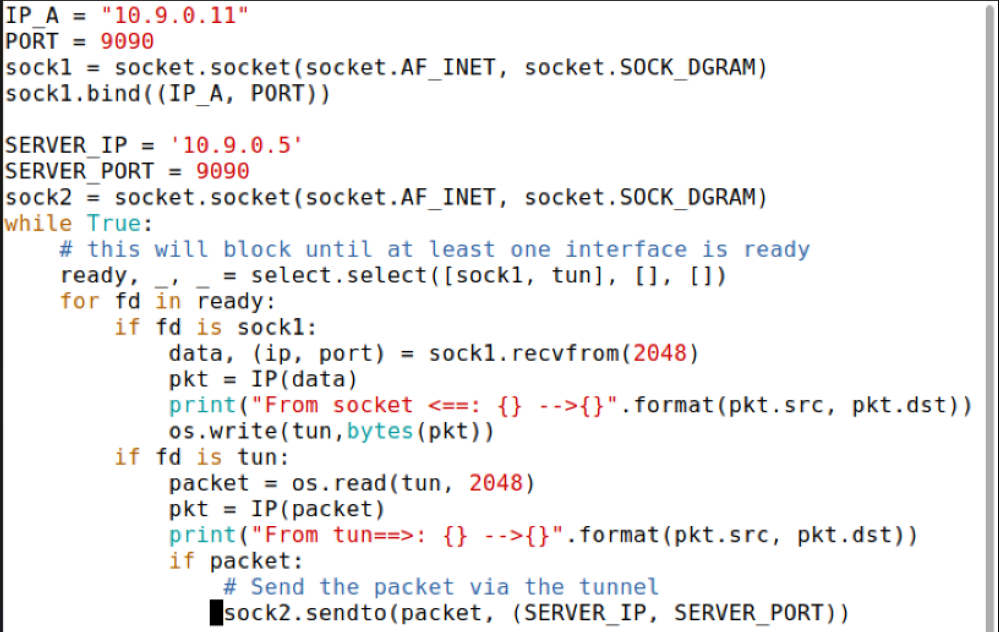 IP_A = "10.9.0.11"
PORT = 9090
sock1 = socket.socket(socket.AF_INET, socket.SOCK_DGRAM)
sock1.bind((IP_A, PORT))

SERVER_IP = '10.9.0.5'
SERVER_PORT = 9090
sock2 = socket.socket(socket.AF_INET, socket.SOCK_DGRAM)
while True:
    # this will block until at least one interface is ready
    ready, _, _ = select.select([sock1, tun], [], [])
    for fd in ready:
        if fd is sock1:
            data, (ip, port) = sock1.recvfrom(2048)
            pkt = IP(data)
            print("From socket <==: {} -->{}".format(pkt.src, pkt.dst))
            os.write(tun,bytes(pkt))
        if fd is tun:
            packet = os.read(tun, 2048)
            pkt = IP(packet)
            print("From tun==>: {} -->{}".format(pkt.src, pkt.dst))
            if packet:
                # Send the packet via the tunnel
                sock2.sendto(packet, (SERVER_IP, SERVER_PORT))